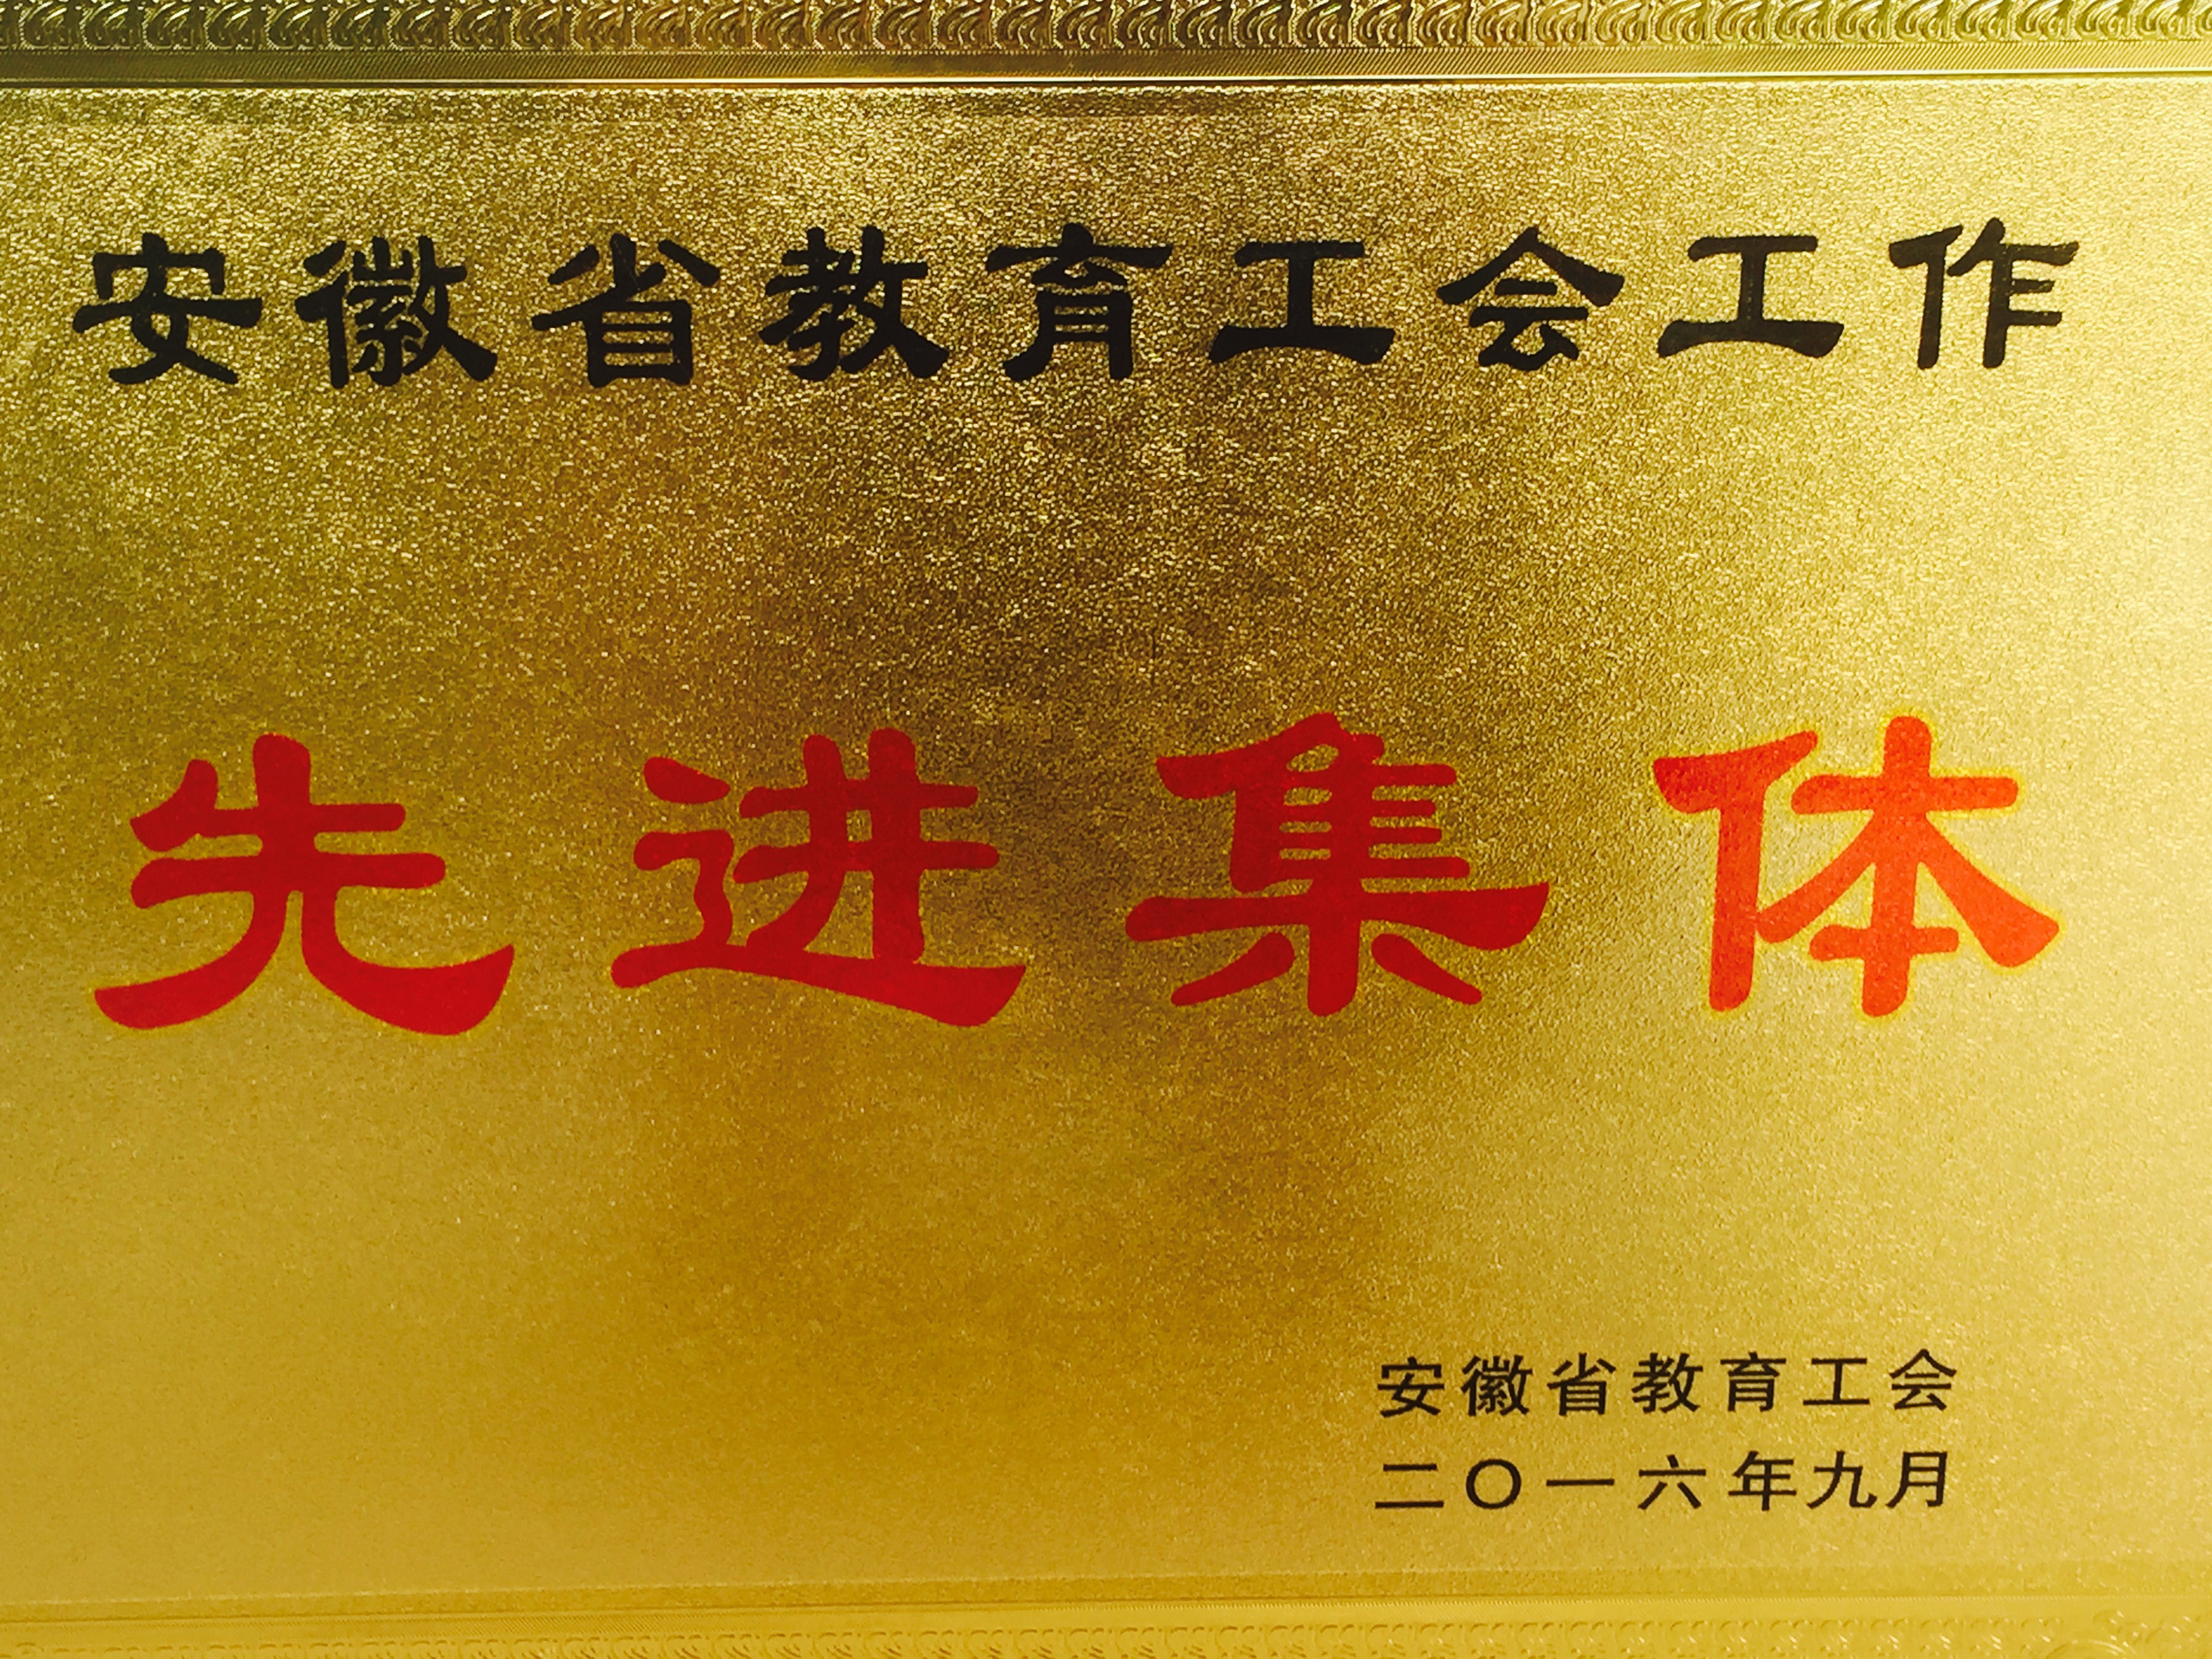 安徽省教育工会工作
先进集体
安徽省教育工会
二〇一六年九月